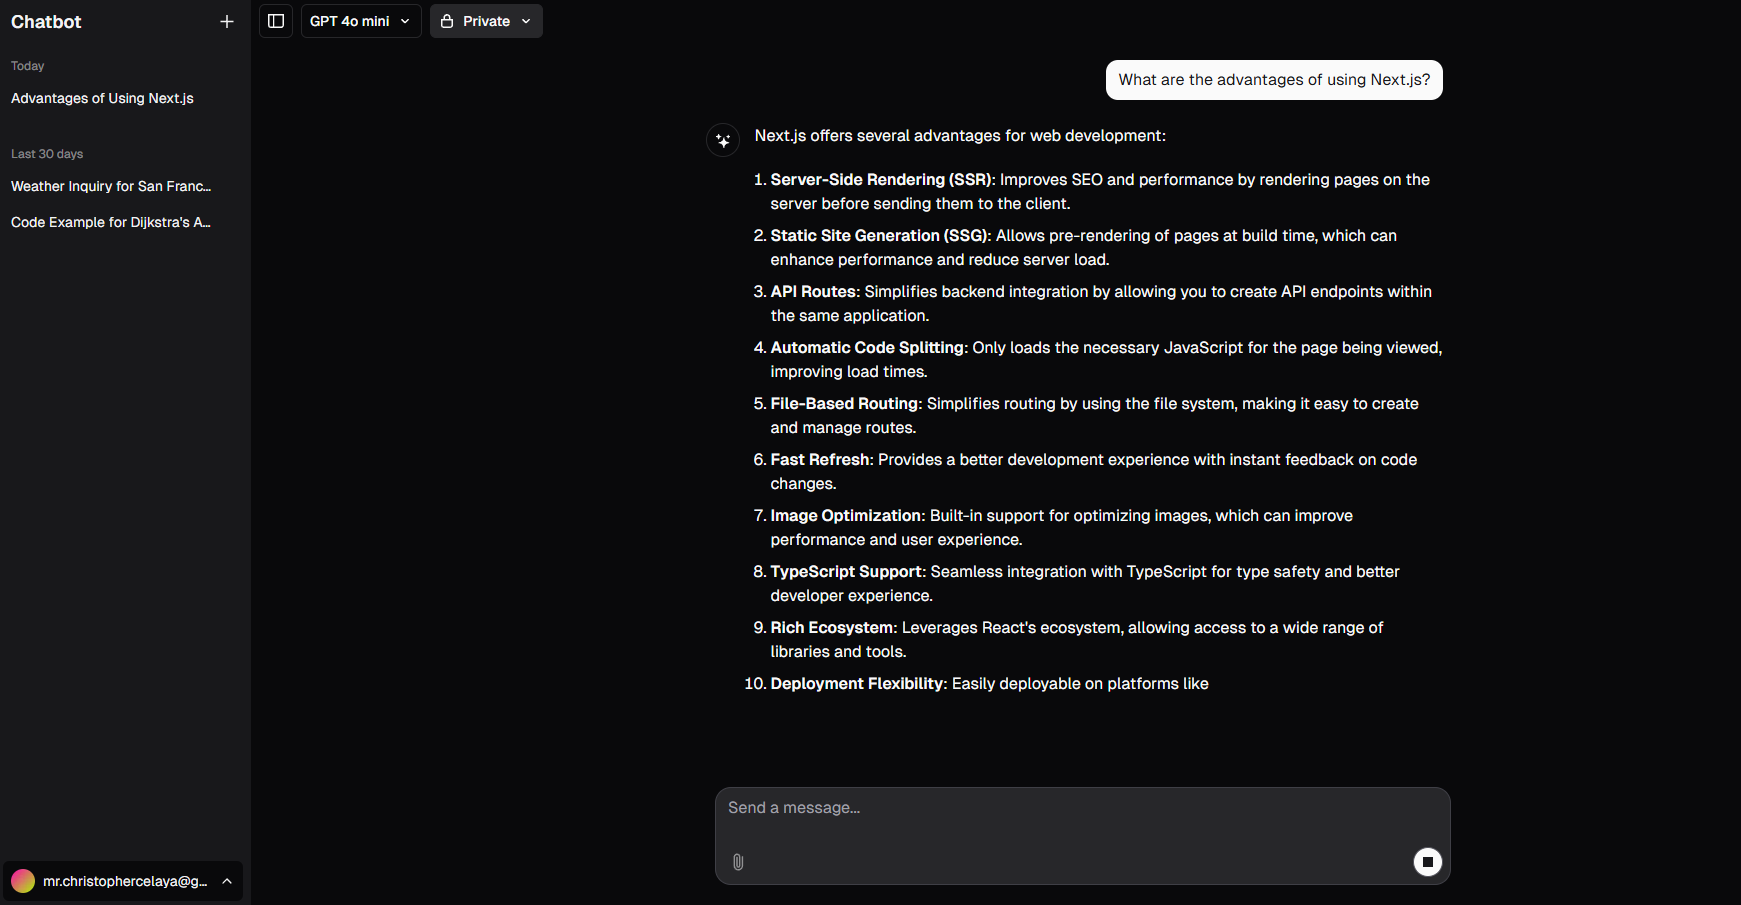 Chatbot
Today
Advantages of Using Next.js
Last 30 days
Weather Inquiry for San Franc...
Code Example for Dijkstra's A...
mr.christophercelaya@g...
GPT 4o mini
Private
What are the advantages of using Next.js?
Next.js offers several advantages for web development:
1. Server-Side Rendering (SSR): Improves SEO and performance by rendering pages on the
server before sending them to the client.
2. Static Site Generation (SSG): Allows pre-rendering of pages at build time, which can
enhance performance and reduce server load.
3. API Routes: Simplifies backend integration by allowing you to create API endpoints within
the same application.
4. Automatic Code Splitting: Only loads the necessary JavaScript for the page being viewed,
improving load times.
5. File-Based Routing: Simplifies routing by using the file system, making it easy to create
and manage routes.
6. Fast Refresh: Provides a better development experience with instant feedback on code
changes.
7. Image Optimization: Built-in support for optimizing images, which can improve
performance and user experience.
8. TypeScript Support: Seamless integration with TypeScript for type safety and better
developer experience.
9. Rich Ecosystem: Leverages React's ecosystem, allowing access to a wide range of
libraries and tools.
10. Deployment Flexibility: Easily deployable on platforms like
Send a message...